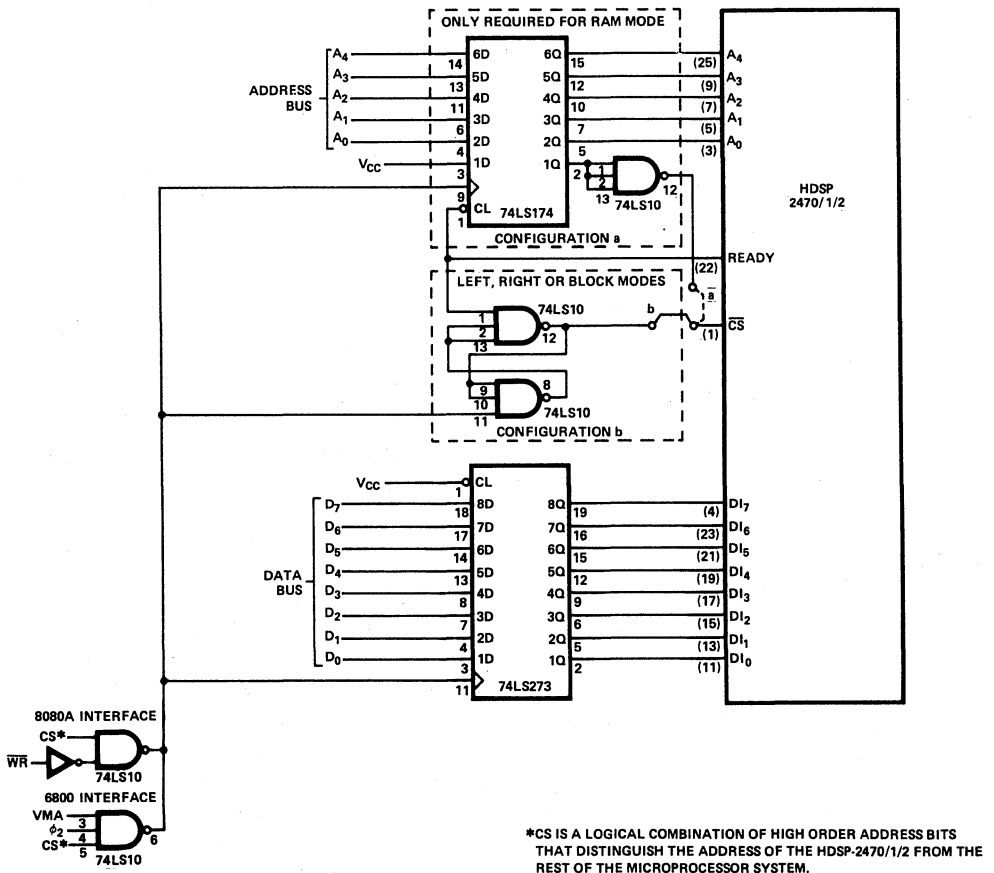 ONLY REQUIRED FOR RAM MODE
ADDRESS BUS
A4 14 6D 6Q 15 (25) A4
A3 13 5D 5Q 12 (9) A3
A2 11 4D 4Q 10 (7) A2
A1 6 3D 3Q 7 (5) A1
A0 4 2D 2Q 5 (3) A0
VCC 3 1D 1Q 2
1 2 13 12
74LS10
9
1 CL
74LS174
CONFIGURATION a
HDSP
2470/1/2
(22) READY
LEFT, RIGHT OR BLOCK MODES
74LS10
1 2 13 12
b
a
(1) CS
9 10 11 8
74LS10
CONFIGURATION b
VCC 1 CL
DATA BUS
D7 18 8D 8Q 19 (4) DI7
D6 17 7D 7Q 16 (23) DI6
D5 14 6D 6Q 15 (21) DI5
D4 13 5D 5Q 12 (19) DI4
D3 8 4D 4Q 9 (17) DI3
D2 7 3D 3Q 6 (15) DI2
D1 4 2D 2Q 5 (13) DI1
D0 3 1D 1Q 2 (11) DI0
11
74LS273
8080A INTERFACE
CS*
WR
74LS10
6800 INTERFACE
VMA 3
ϕ2 4
CS* 5
6
74LS10
*CS IS A LOGICAL COMBINATION OF HIGH ORDER ADDRESS BITS
THAT DISTINGUISH THE ADDRESS OF THE HDSP-2470/1/2 FROM THE
REST OF THE MICROPROCESSOR SYSTEM.